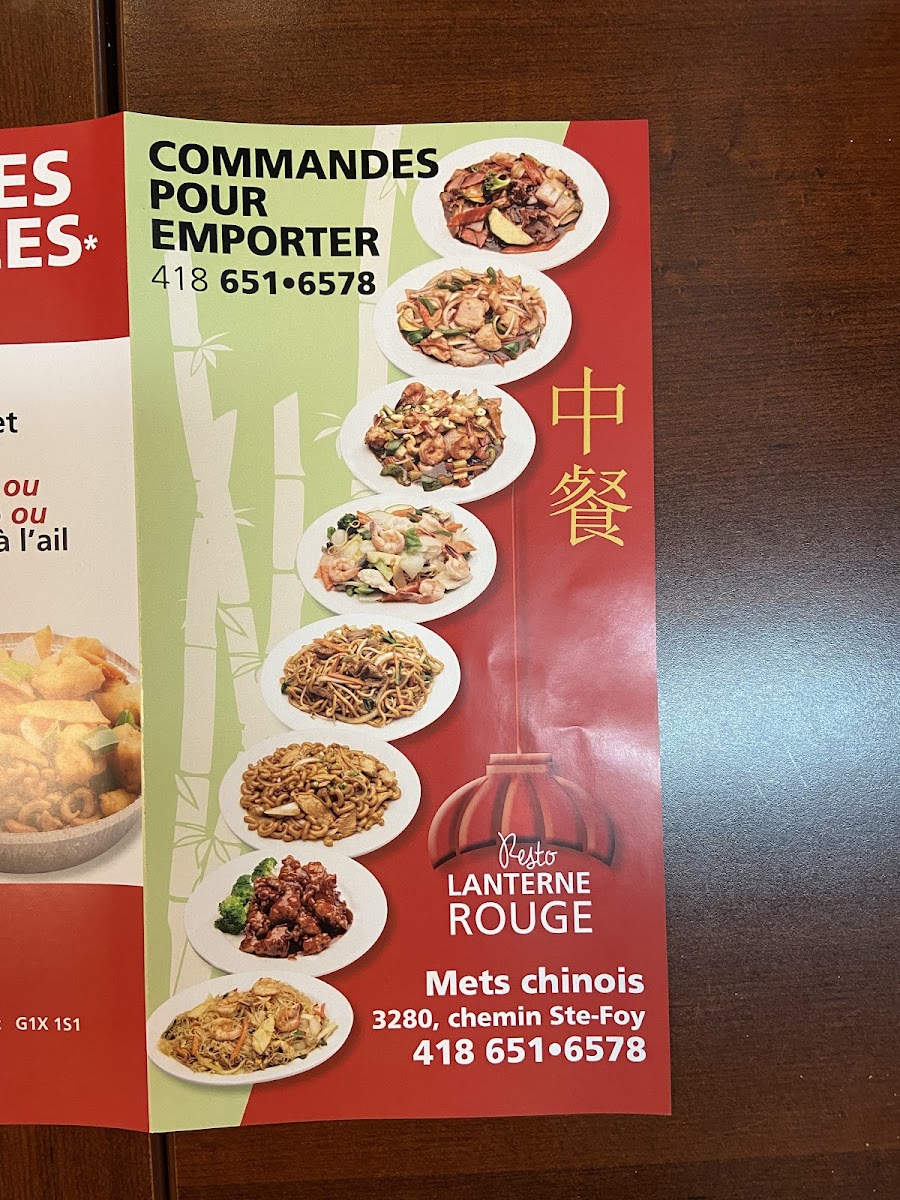 ES
ES*
et
ou
ou
à l'ail
G1X 1S1
COMMANDES
POUR
EMPORTER
418 651•6578
中
餐
Resto
LANTERNE
ROUGE
Mets chinois
3280, chemin Ste-Foy
418 651•6578